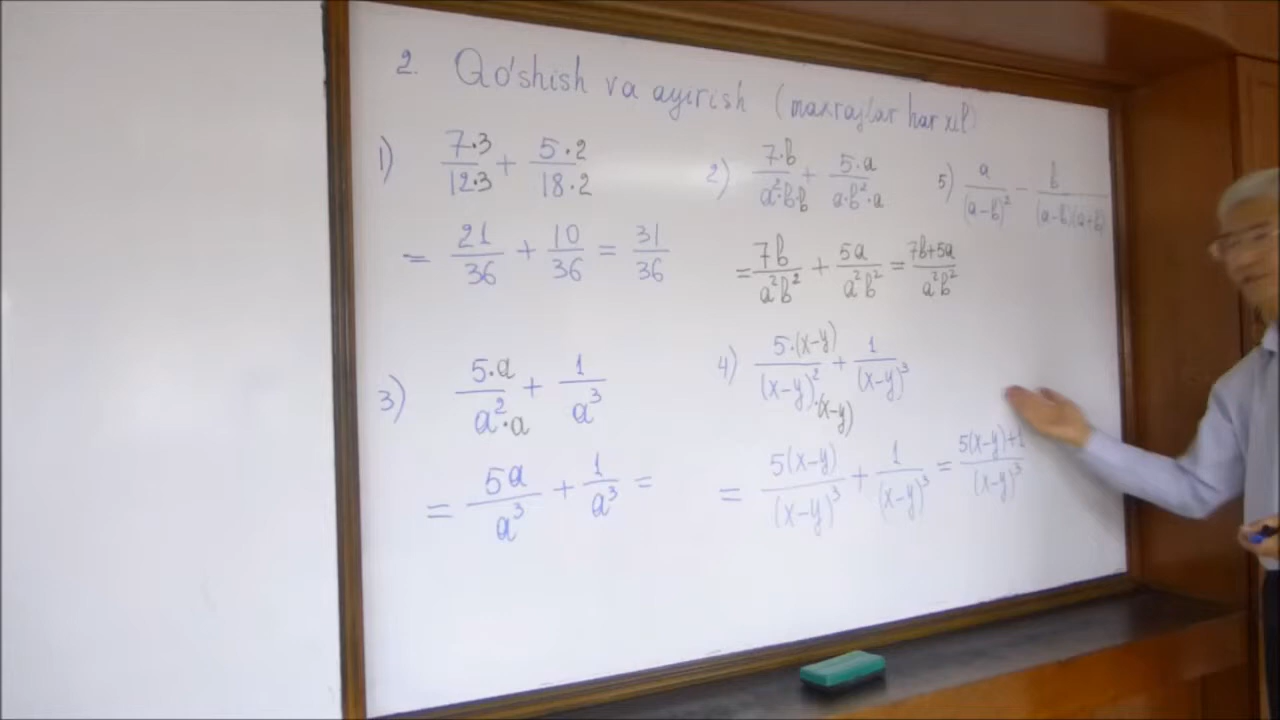 2. Qo'shish va ayirish (maxrajlar har xil)
1) 7·3/12·3 + 5·2/18·2
= 21/36 + 10/36 = 31/36
2) 7·b/a²·b·b + 5·a/a·b²·a
= 7b/a²b² + 5a/a²b² = 7b+5a/a²b²
5) a/(a-b)² - b/(a-b)(a+b)
3) 5·a/a²·a + 1/a³
= 5a/a³ + 1/a³ =
4) 5·(x-y)/(x-y)²·(x-y) + 1/(x-y)³
= 5(x-y)/(x-y)³ + 1/(x-y)³ = 5(x-y)+1/(x-y)³